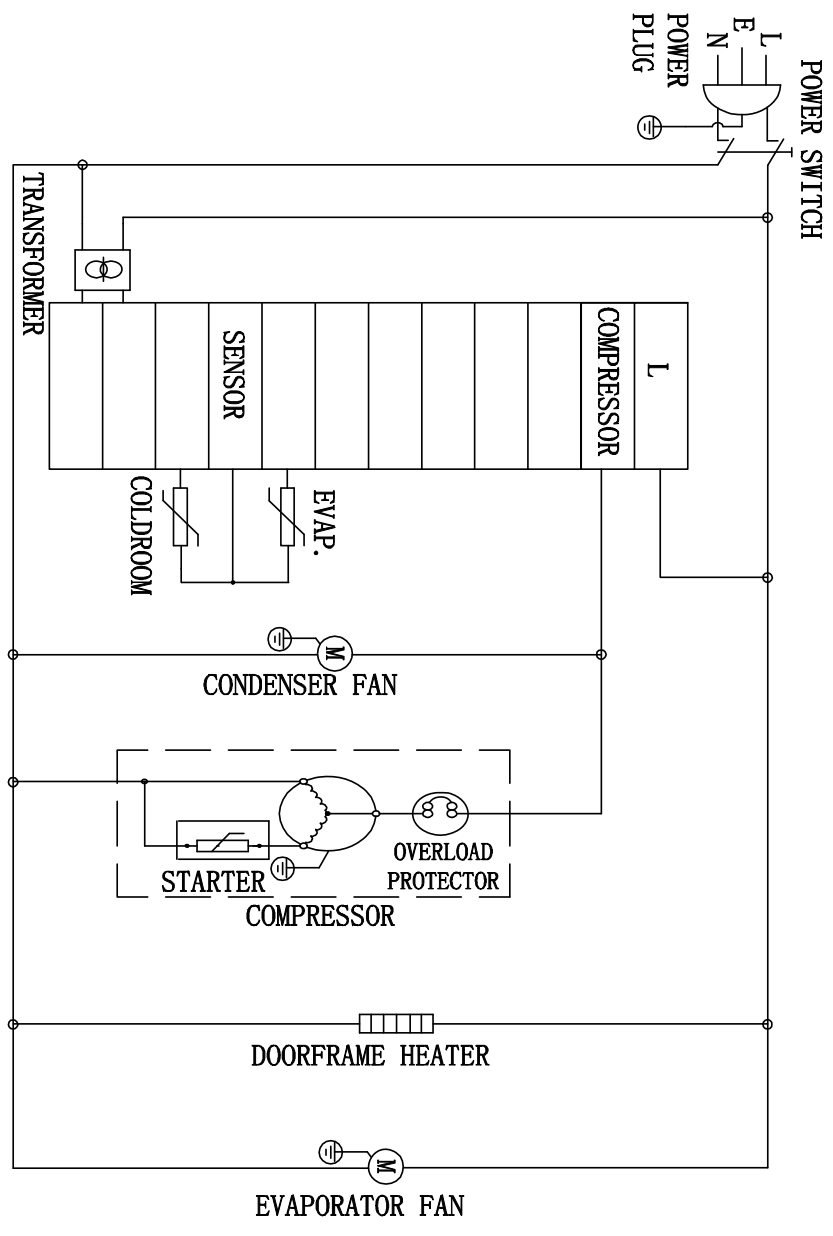 POWER SWITCH
L
E
N
POWER
PLUG
TRANSFORMER
SENSOR
COMPRESSOR
L
COLDROOM
EVAP.
M
CONDENSER FAN
OVERLOAD
PROTECTOR
STARTER
COMPRESSOR
DOORFRAME HEATER
M
EVAPORATOR FAN